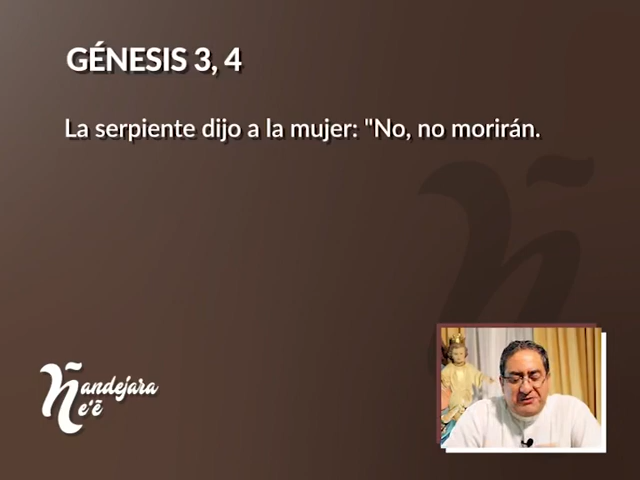 GÉNESIS 3, 4
La serpiente dijo a la mujer: "No, no morirán.
Ñandejara
Ñe'ẽ